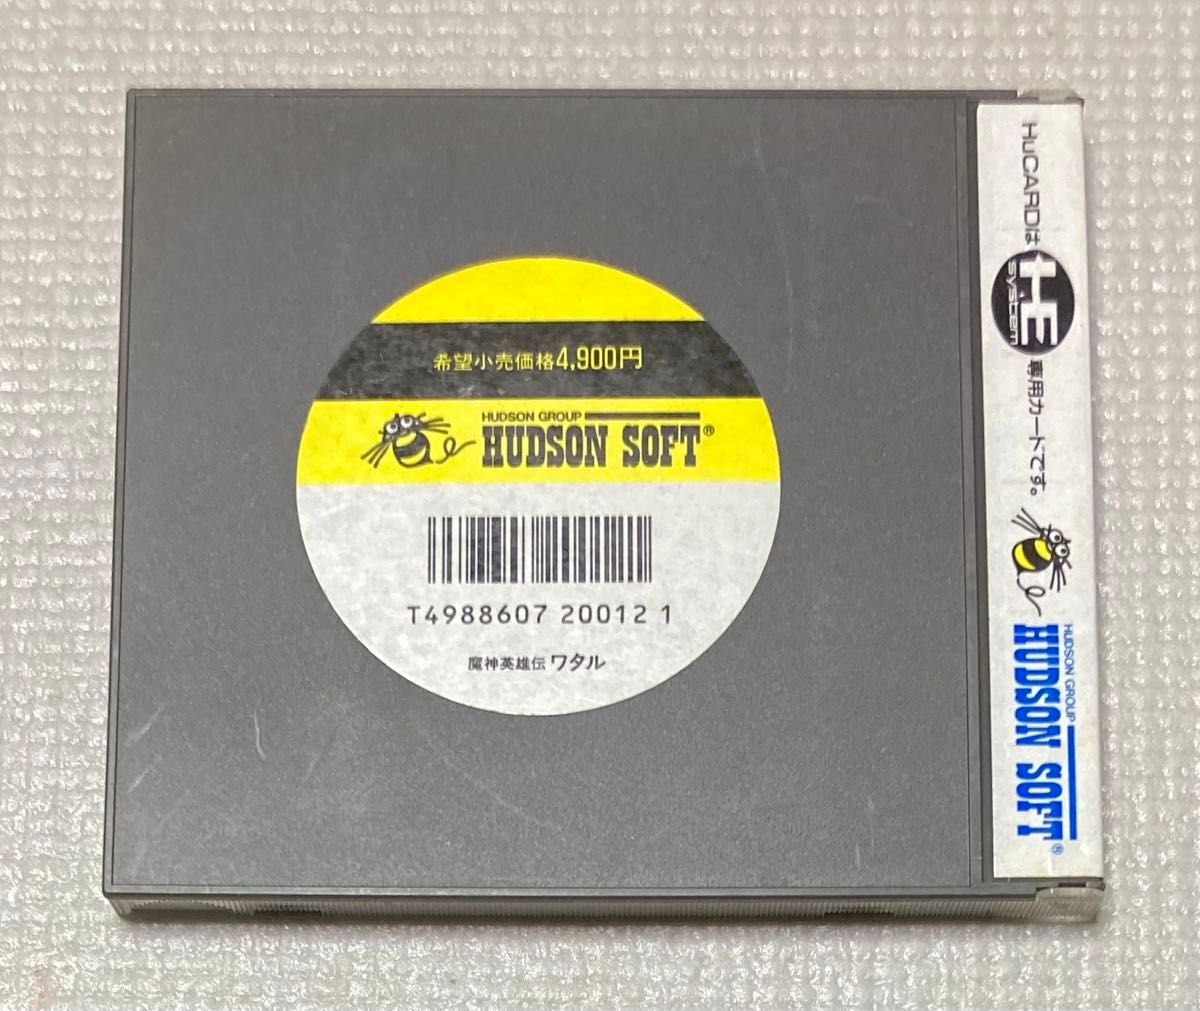 希望小売価格4,900円
HUDSON GROUP
HUDSON SOFT®
T4988607 20012 1
魔神英雄伝 ワタル
HuCARDは HE system 専用カードです。
HUDSON GROUP
HUDSON SOFT®